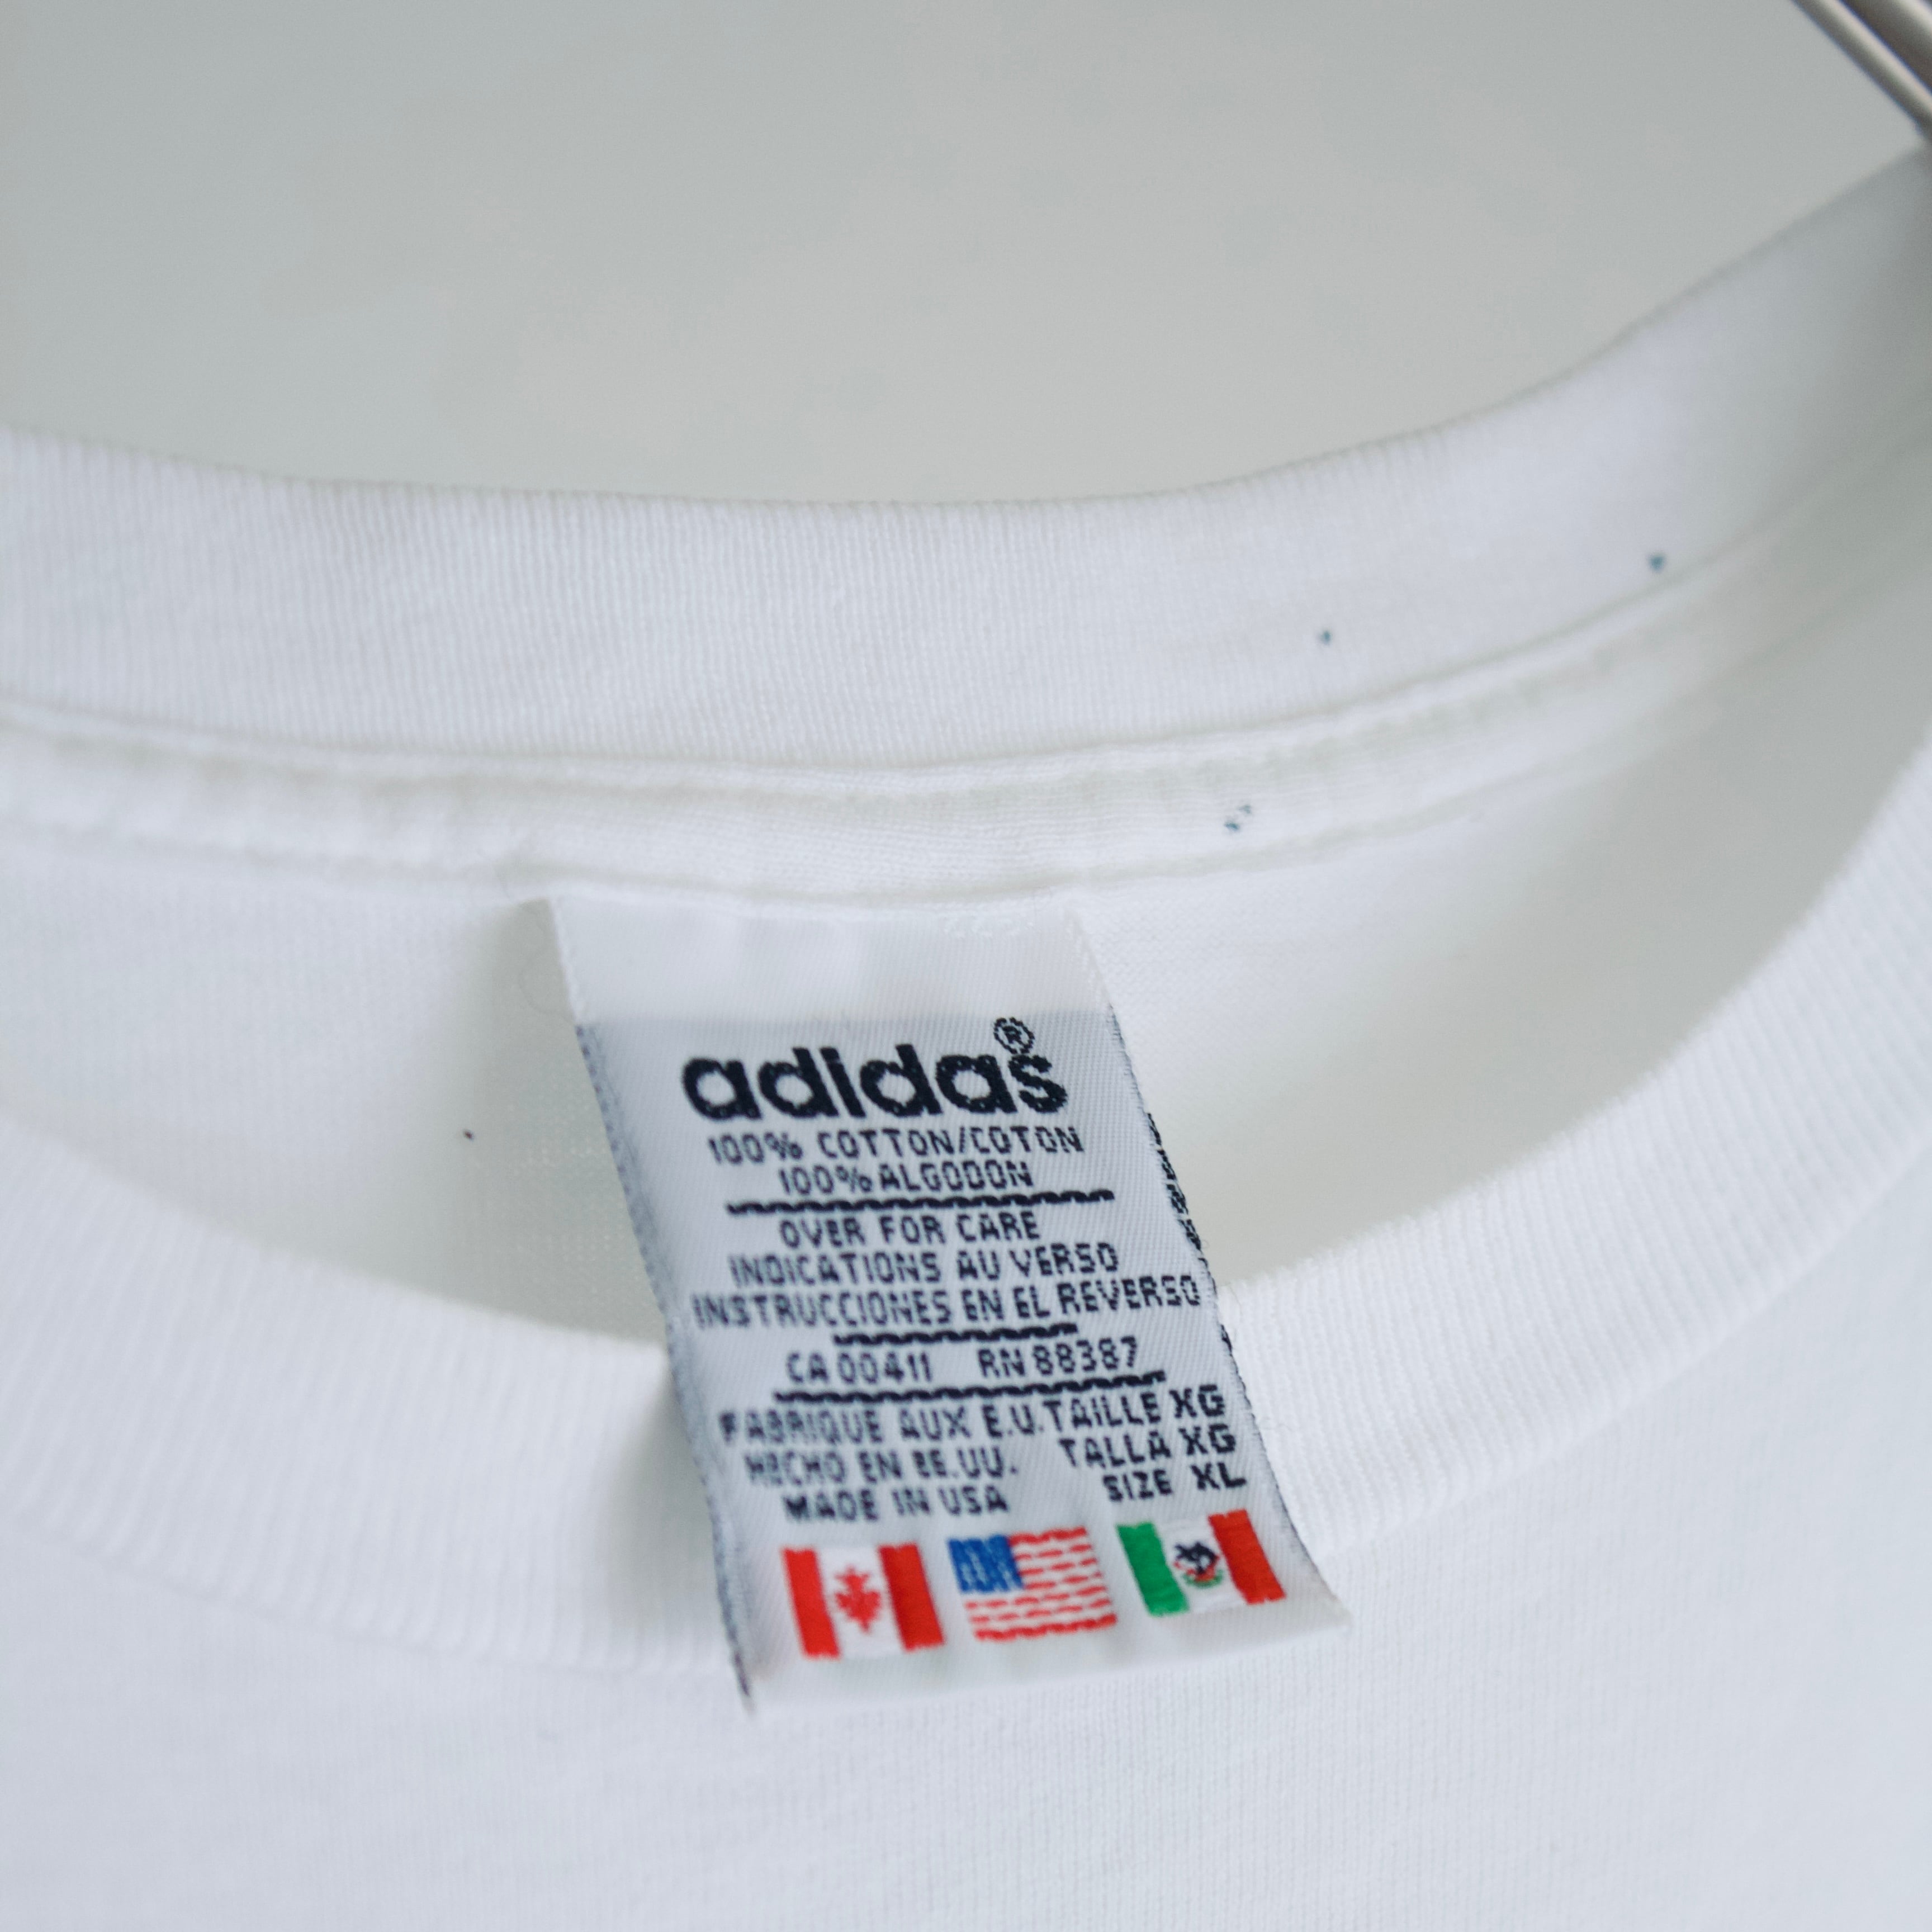 adidas®
100% COTTON/COTON
100% ALGODON
OVER FOR CARE
INDICATIONS AU VERSO
INSTRUCCIONES EN EL REVERSO
CA 00411 RN 88387
FABRIQUE AUX E.U. TAILLE XG
HECHO EN EE.UU. TALLA XG
MADE IN USA SIZE XL